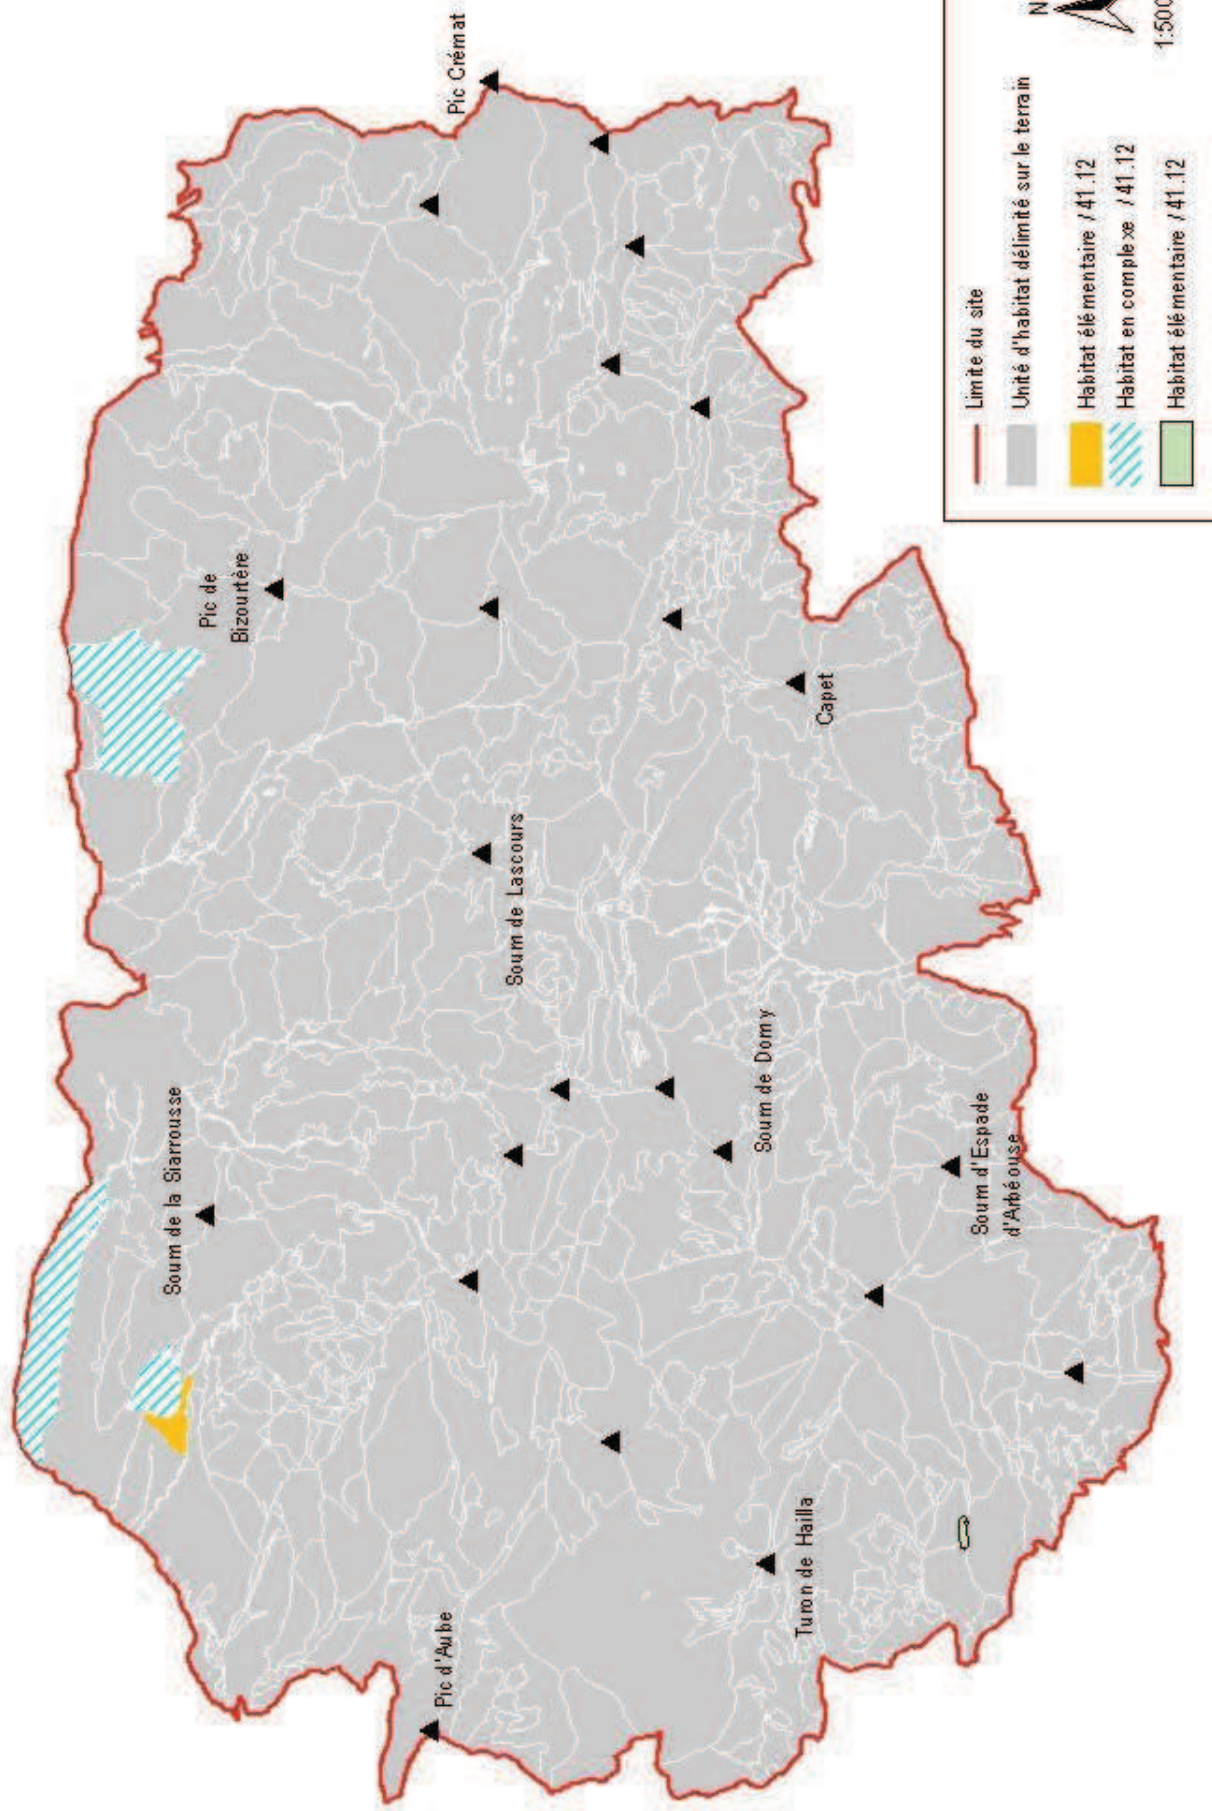 Pic Crémat
Pic de
Bizourtère
Capet
Soum de Lascours
Soum de Domy
Soum de la Siarrousse
Soum d'Espade
d'Arbéouse
Turon de Hailla
Pic d'Aube
Limite du site
Unité d'habitat délimité sur le terrain
Habitat élémentaire / 41.12
Habitat en complexe / 41.12
Habitat élémentaire / 41.12
N